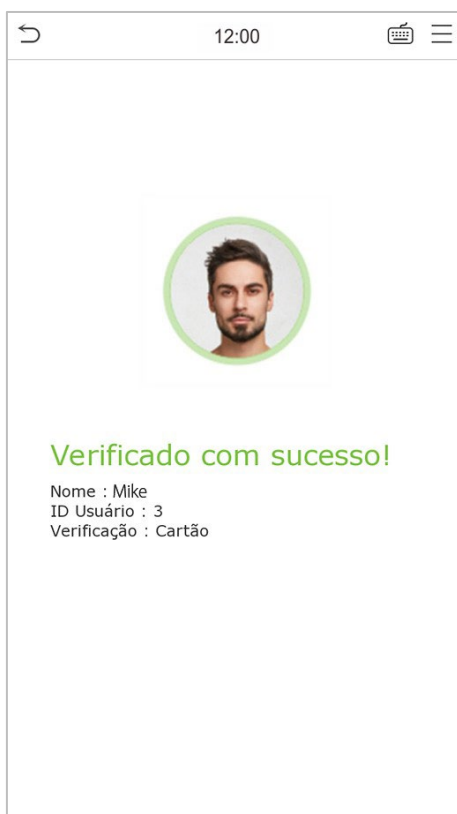 12:00
Verificado com sucesso!
Nome : Mike
ID Usuário : 3
Verificação : Cartão